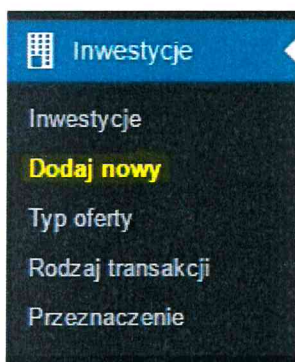 Inwestycje
Inwestycje
Dodaj nowy
Typ oferty
Rodzaj transakcji
Przeznaczenie